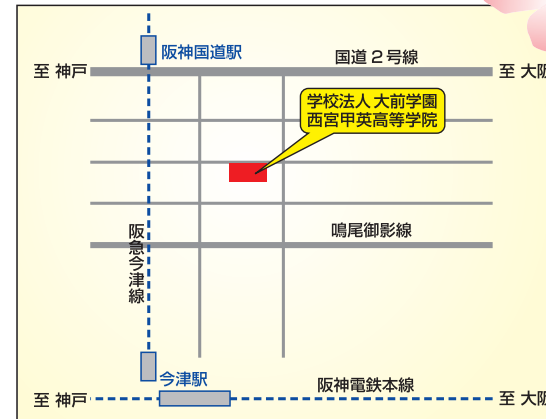 阪神国道駅
国道2号線
至 神戸
至 大阪
学校法人 大前学園
西宮甲英高等学院
鳴尾御影線
阪急今津線
今津駅
阪神電鉄本線
至 神戸
至 大阪